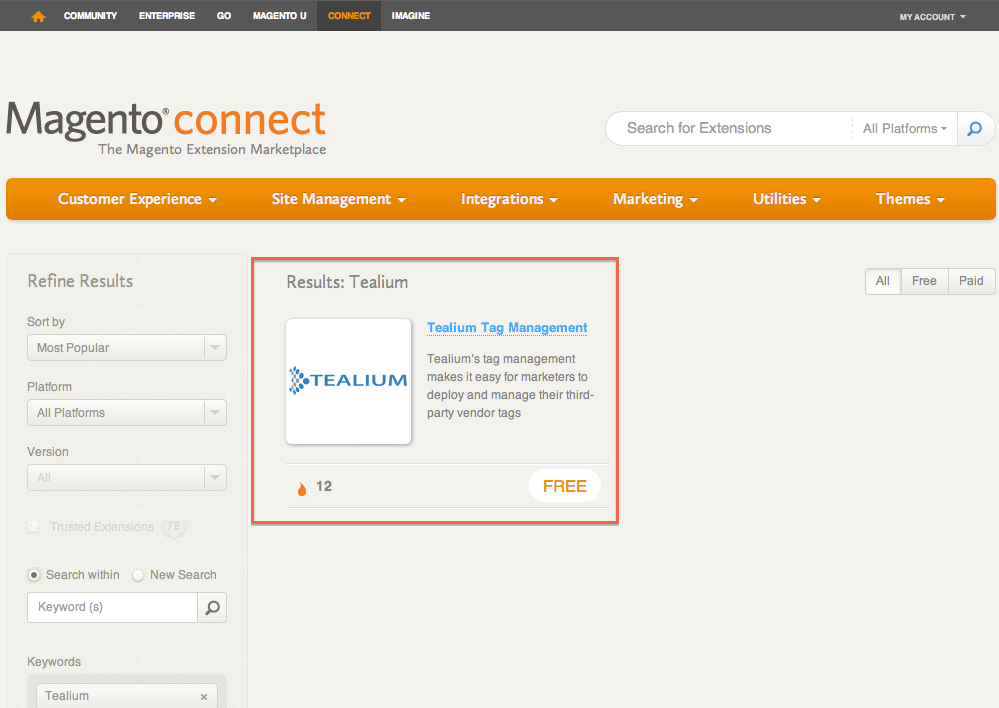 COMMUNITY ENTERPRISE GO MAGENTO U CONNECT IMAGINE MY ACCOUNT
Magento® connect
The Magento Extension Marketplace
Search for Extensions All Platforms
Customer Experience Site Management Integrations Marketing Utilities Themes
Refine Results
Sort by
Most Popular
Platform
All Platforms
Version
All
Trusted Extensions TE
Search within New Search
Keyword (s)
Keywords
Tealium ×
Results: Tealium
All Free Paid
TEALIUM
Tealium Tag Management
Tealium's tag management
makes it easy for marketers to
deploy and manage their third-
party vendor tags
12 FREE